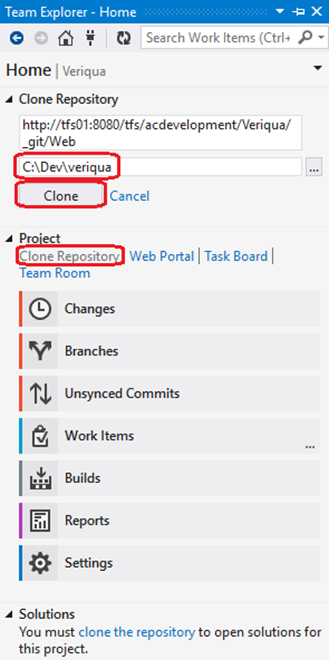 Team Explorer - Home
Search Work Items (Ctrl+
Home | Veriqua
Clone Repository
http://tfs01:8080/tfs/acdevelopment/Veriqua/
_git/Web
C:\Dev\veriqua
...
Clone Cancel
Project
Clone Repository | Web Portal | Task Board |
Team Room
Changes
Branches
Unsynced Commits
Work Items
...
Builds
Reports
Settings
Solutions
You must clone the repository to open solutions for
this project.